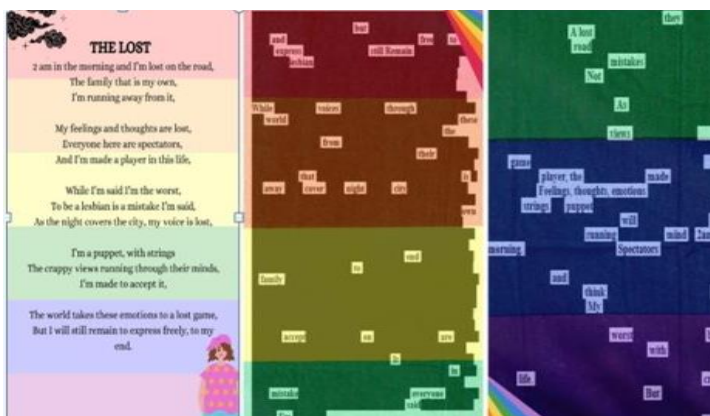 THE LOST
2 am in the morning and I'm lost on the road,
The family that is my own,
I'm running away from it,
My feelings and thoughts are lost,
Everyone here are spectators,
And I'm made a player in this life,
While I'm said I'm the worst,
To be a lesbian is a mistake I'm said,
As the night covers the city, my voice is lost,
I'm a puppet, with strings
The crappy views running through their minds,
I'm made to accept it,
The world takes these emotions to a lost game,
But I will still remain to express freely, to my
end.
but
and free to
express still Remain
lesbian
While voices through
world these
the
from
their
that is
away cover night city
own
end
to
family
accept on are
in
mistake everyone
said
they
A lost
road
mistakes
Not
As
views
game
player, the made
Feelings, thoughts, emotions
strings puppet
will
running mind 2am
morning Spectators
and
think
My
worst
with
life
But